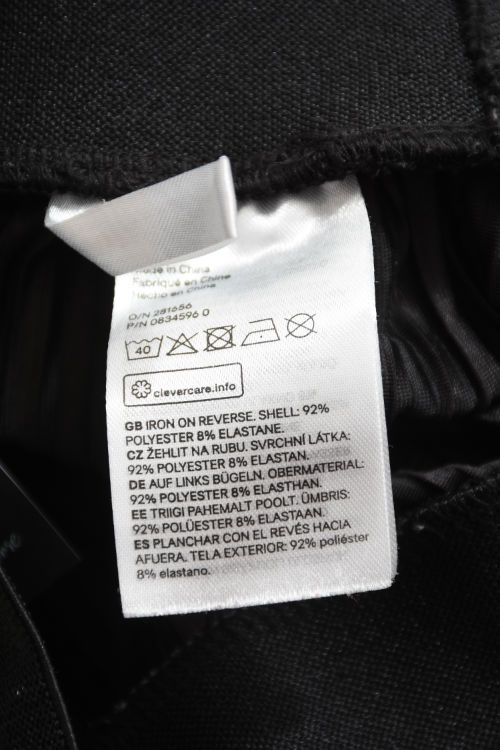 Made in China
Fabriqué en Chine
Hecho en China
O/N 281656
P/N 0834596 0
40
clevercare.info
GB IRON ON REVERSE. SHELL: 92%
POLYESTER 8% ELASTANE.
CZ ŽEHLIT NA RUBU. SVRCHNÍ LÁTKA:
92% POLYESTER 8% ELASTAN.
DE AUF LINKS BÜGELN. OBERMATERIAL:
92% POLYESTER 8% ELASTHAN.
EE TRIIGI PAHEMALT POOLT. ÜMBRIS:
92% POLÜESTER 8% ELASTAAN.
ES PLANCHAR CON EL REVÉS HACIA
AFUERA. TELA EXTERIOR: 92% poliéster
8% elastano.